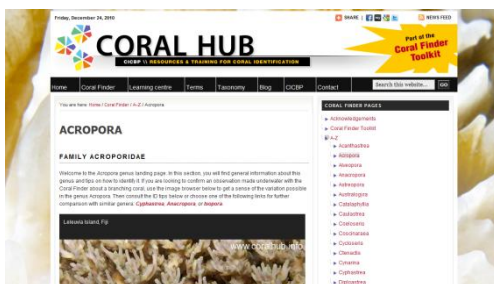 Friday, December 24, 2010
SHARE
NEWS FEED
CORAL HUB
CICBP \\ RESOURCES & TRAINING FOR CORAL IDENTIFICATION
Part of the
Coral Finder
Toolkit
Home Coral Finder Learning centre Terms Taxonomy Blog CICBP Contact
Search this website... GO
You are here: Home / Coral Finder / A-Z / Acropora
ACROPORA
FAMILY ACROPORIDAE
Welcome to the Acropora genus landing page. In this section, you will find general information about this
genus and tips on how to identify it. If you are looking to confirm an observation made underwater with the
Coral Finder about a branching coral, use the image browser below to get a sense of the variation possible
in the genus Acropora. Then consult the ID tips below or choose one of the following links for further
comparison with similar genera: Cyphastrea, Anacropora, or Isopora.
Leleuvia Island, Fiji
www.coralhub.info
CORAL FINDER PAGES
Acknowledgements
Coral Finder Toolkit
A-Z
Acanthastrea
Acropora
Alveopora
Anacropora
Astreopora
Australogyra
Catalaphyllia
Caulastrea
Coeloseris
Coscinaraea
Cycloseris
Ctenactis
Cynarina
Cyphastrea
Diploastrea